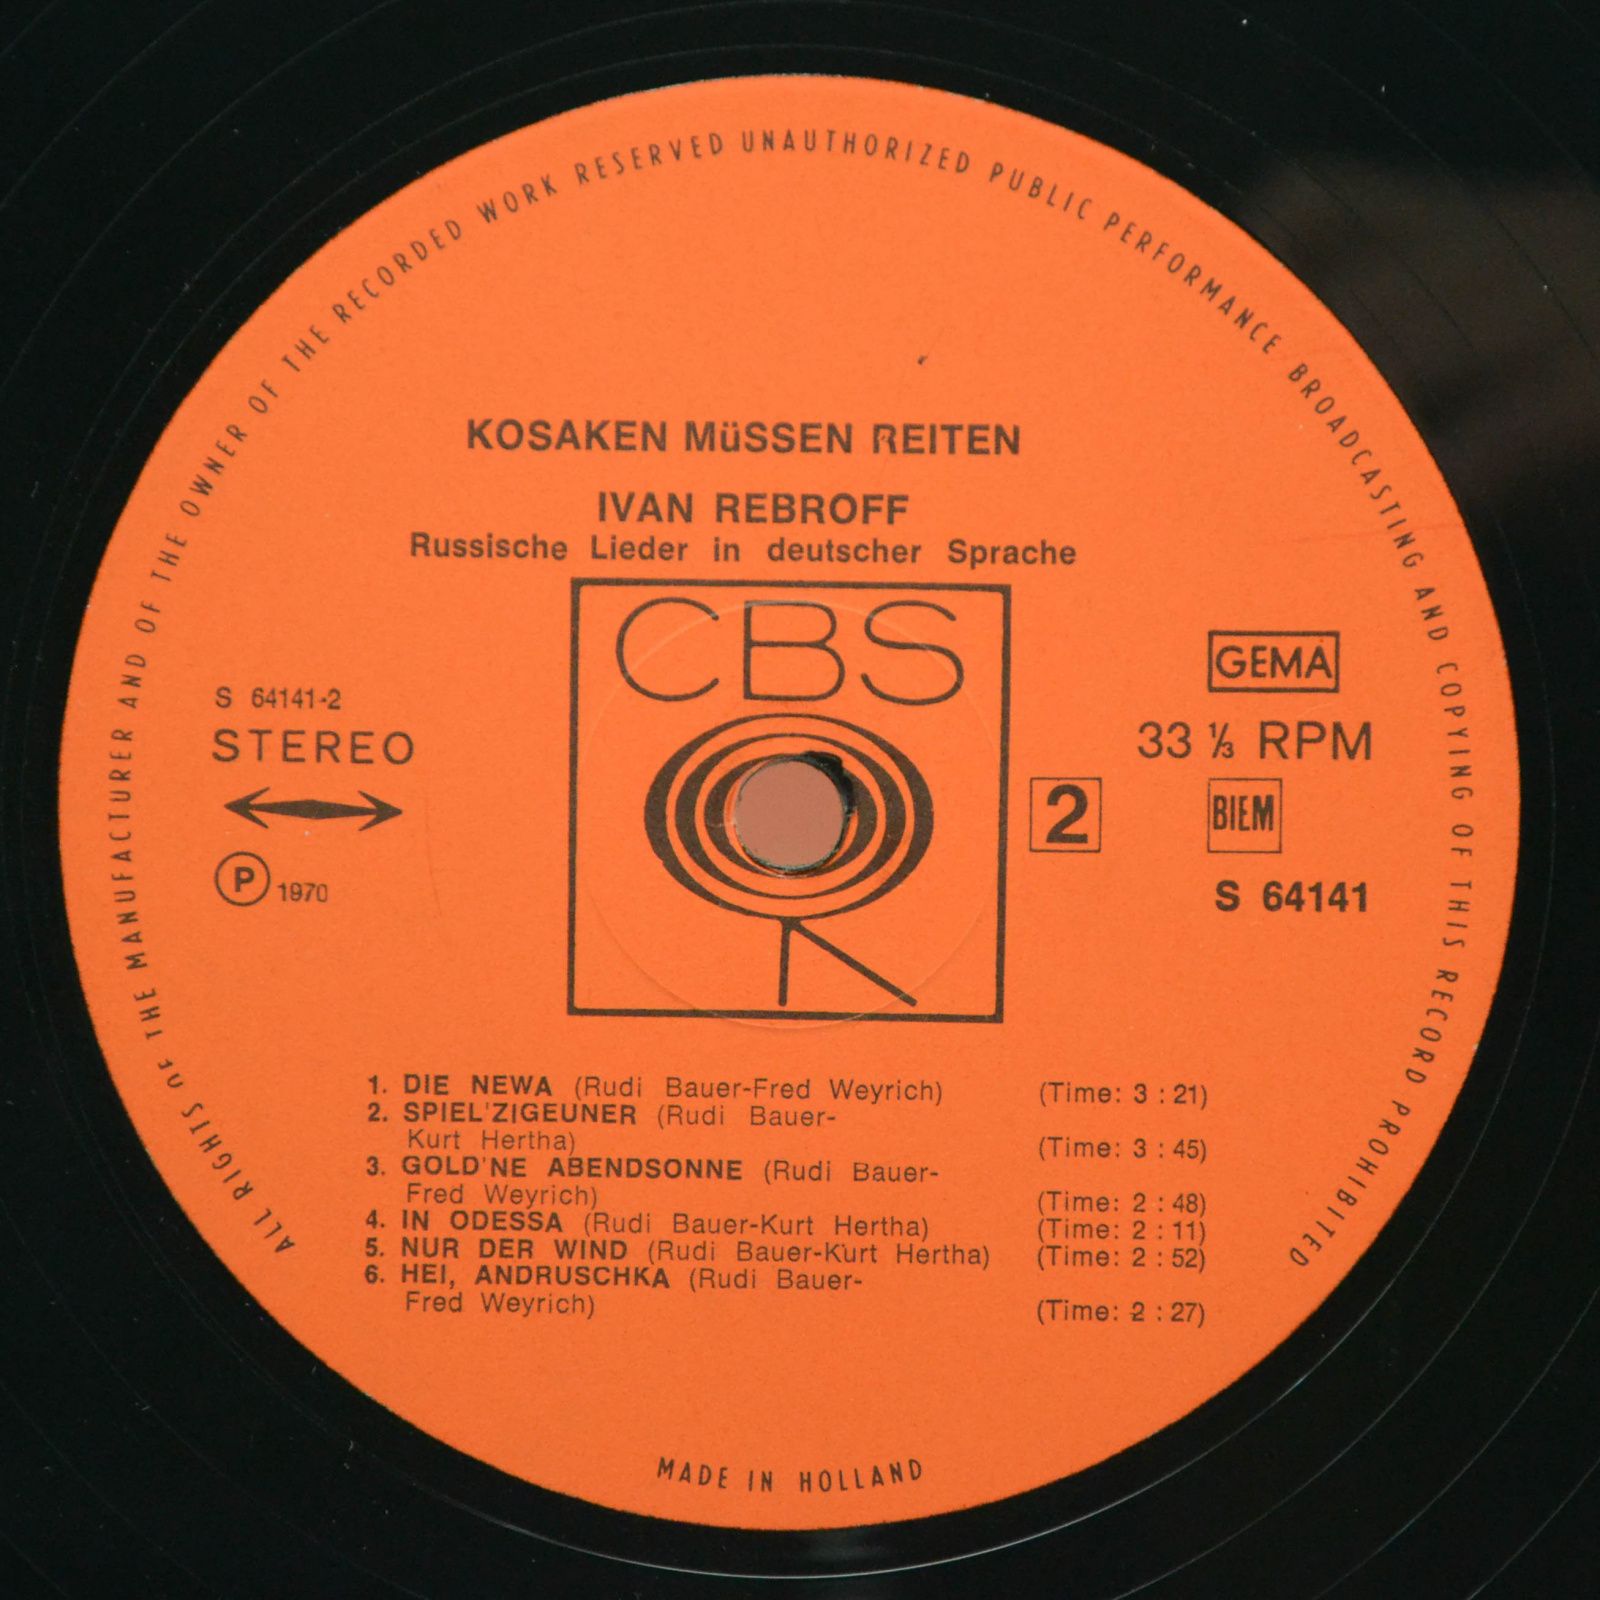 ALL RIGHTS OF THE MANUFACTURER AND OF THE OWNER OF THE RECORDED WORK RESERVED UNAUTHORIZED PUBLIC PERFORMANCE BROADCASTING AND COPYING OF THIS RECORD PROHIBITED
KOSAKEN MüSSEN REITEN
IVAN REBROFF
Russische Lieder in deutscher Sprache
CBS
S 64141-2
STEREO
P 1970
GEMA
33 ⅓ RPM
2
BIEM
S 64141
1. DIE NEWA (Rudi Bauer-Fred Weyrich) (Time: 3 : 21)
2. SPIEL'ZIGEUNER (Rudi Bauer-
Kurt Hertha) (Time: 3 : 45)
3. GOLD'NE ABENDSONNE (Rudi Bauer-
Fred Weyrich) (Time: 2 : 48)
4. IN ODESSA (Rudi Bauer-Kurt Hertha) (Time: 2 : 11)
5. NUR DER WIND (Rudi Bauer-Kurt Hertha) (Time: 2 : 52)
6. HEI, ANDRUSCHKA (Rudi Bauer-
Fred Weyrich) (Time: 2 : 27)
MADE IN HOLLAND